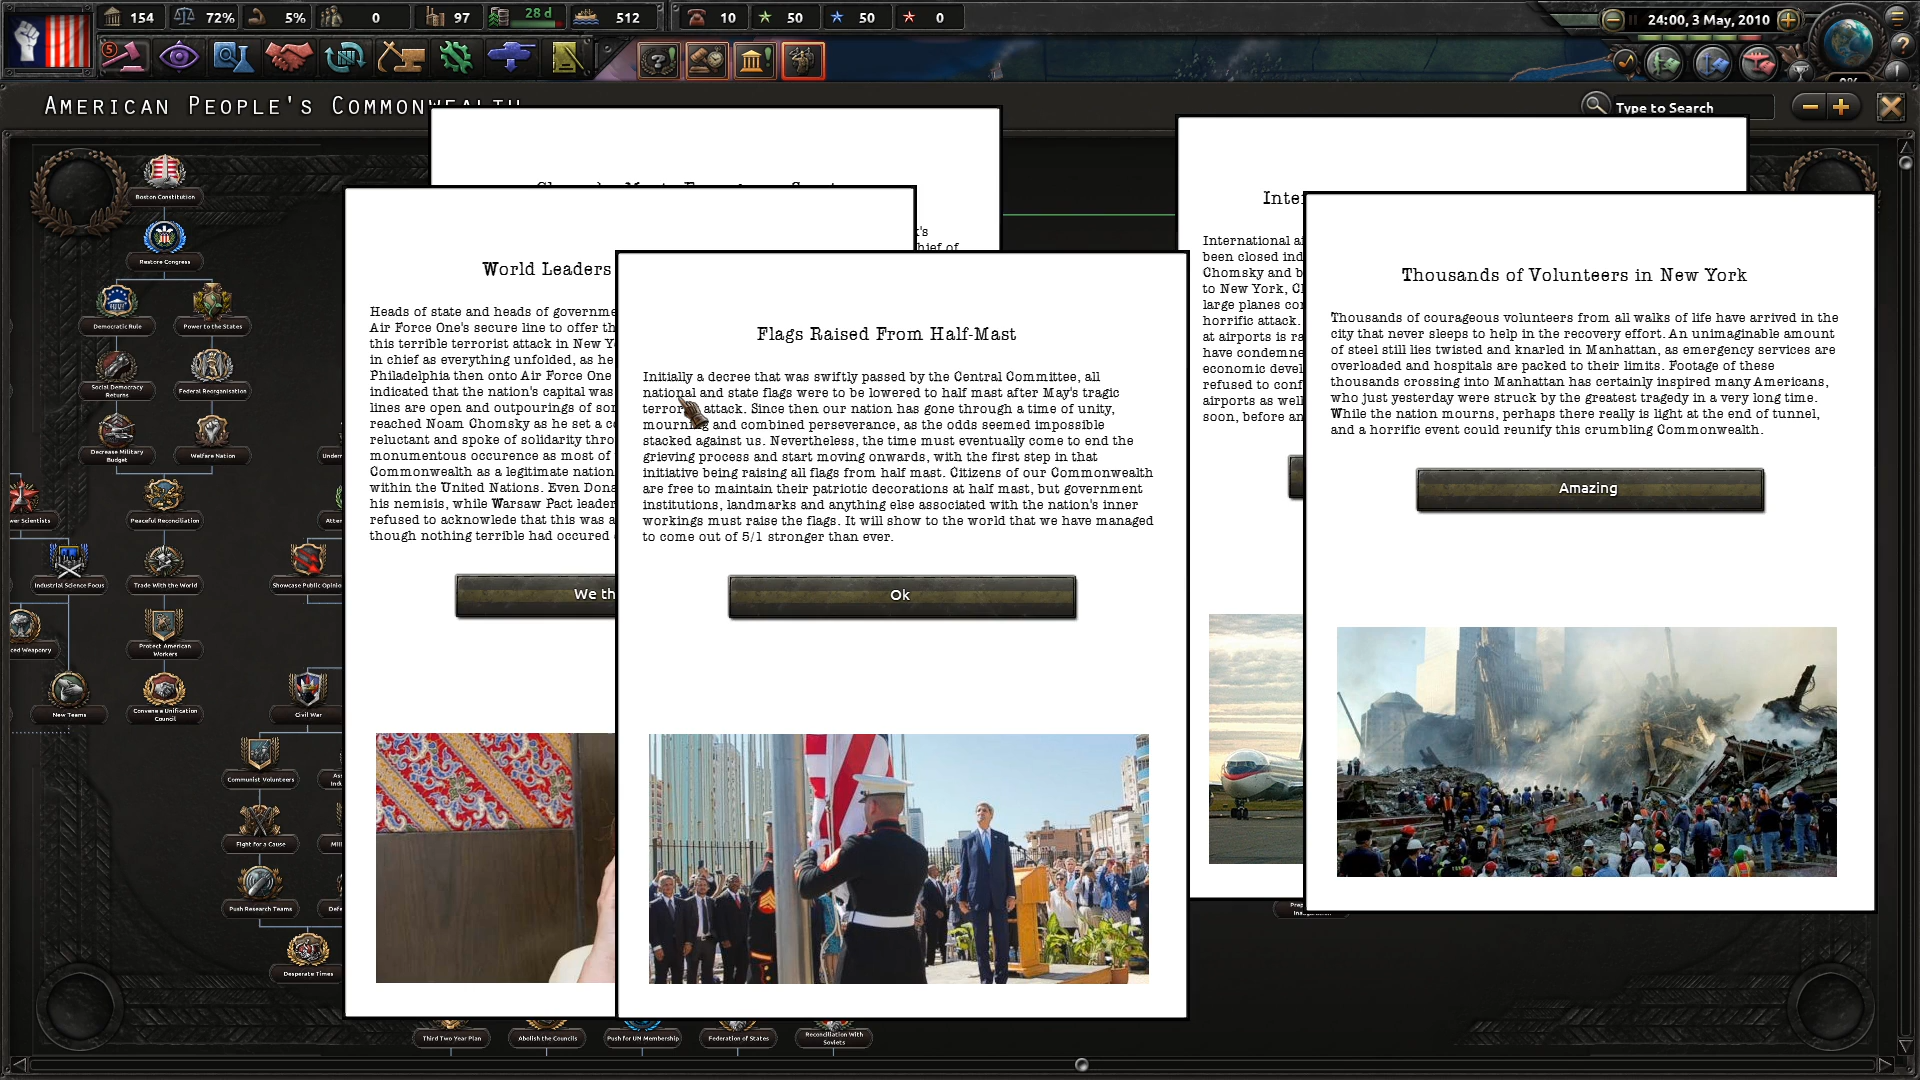 154
72%
5%
0
97
28 d
512
10
50
50
0
24:00, 3 May, 2010
5
American People's Commonwealth
Type to Search
Boston Constitution
Restore Congress
Democratic Rule
Power to the States
Social Democracy
Returns
Federal Reorganisation
Decrease Military
Budget
Welfare Nation
Peaceful Reconciliation
Industrial Science Focus
Trade With the World
Showcase Public Opinio
Protect American
Workers
New Teams
Convene a Unification
Council
Civil War
Communist Volunteers
Fight for a Cause
Push Research Teams
Desperate Times
Third Two Year Plan
Abolish the Councils
Push for UN Membership
Federation of States
Reconciliation With
Soviets
World Leaders
Heads of state and heads of governme
Air Force One's secure line to offer th
this terrible terrorist attack in New Y
in chief as everything unfolded, as he
Philadelphia then onto Air Force One
indicated that the nation's capital was
lines are open and outpourings of sor
reached Noam Chomsky as he set a co
reluctant and spoke of solidarity thro
monumentous occurence as most of
Commonwealth as a legitimate nation
within the United Nations. Even Dona
his nemisis, while Warsaw Pact leader
refused to acknowlede that this was a
though nothing terrible had occured
We th
Flags Raised From Half-Mast
Initially a decree that was swiftly passed by the Central Committee, all
national and state flags were to be lowered to half mast after May's tragic
terrorist attack. Since then our nation has gone through a time of unity,
mourning and combined perseverance, as the odds seemed impossible
stacked against us. Nevertheless, the time must eventually come to end the
grieving process and start moving onwards, with the first step in that
initiative being raising all flags from half mast. Citizens of our Commonwealth
are free to maintain their patriotic decorations at half mast, but government
institutions, landmarks and anything else associated with the nation's inner
workings must raise the flags. It will show to the world that we have managed
to come out of 5/1 stronger than ever.
Ok
Inter
International ai
been closed ind
Chomsky and b
to New York, Ch
large planes con
horrific attack.
at airports is ra
have condemne
economic devel
refused to conf
airports as well
soon, before an
Thousands of Volunteers in New York
Thousands of courageous volunteers from all walks of life have arrived in the
city that never sleeps to help in the recovery effort. An unimaginable amount
of steel still lies twisted and knarled in Manhattan, as emergency services are
overloaded and hospitals are packed to their limits. Footage of these
thousands crossing into Manhattan has certainly inspired many Americans,
who just yesterday were struck by the greatest tragedy in a very long time.
While the nation mourns, perhaps there really is light at the end of tunnel,
and a horrific event could reunify this crumbling Commonwealth.
Amazing